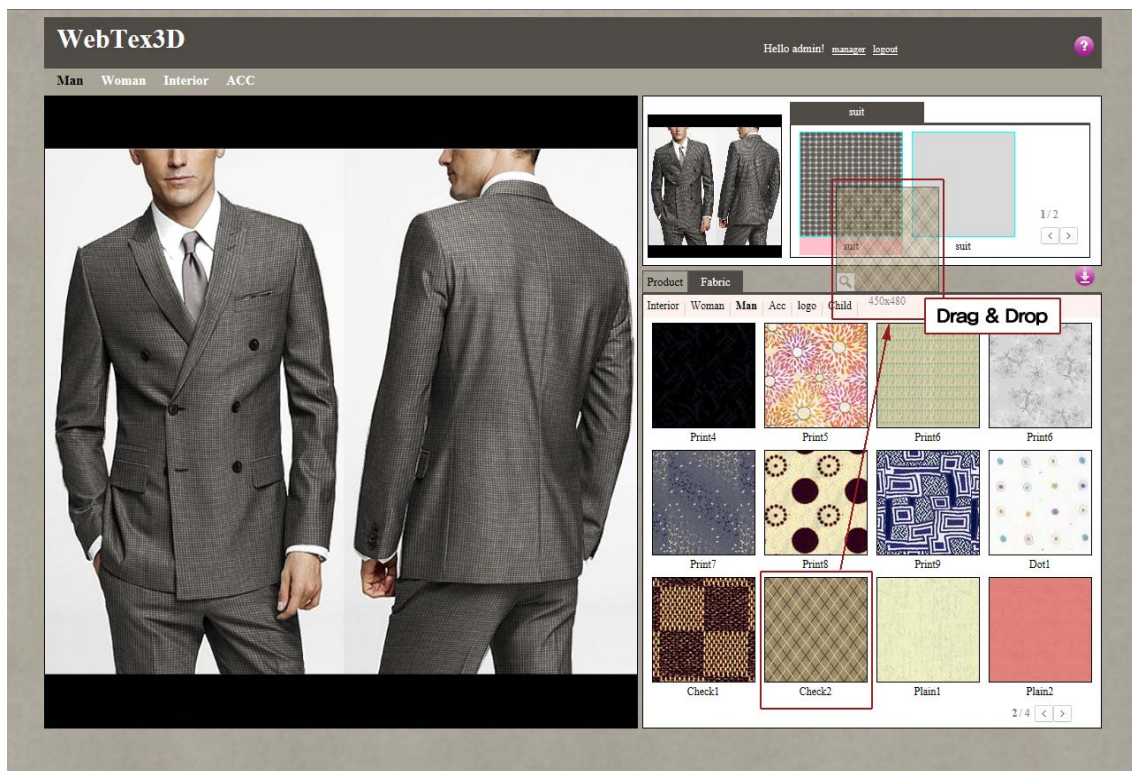 WebTex3D
Hello admin! manager logout
?
Man Woman Interior ACC
suit
suit suit
1 / 2
< >
Product Fabric
Interior Woman Man Acc logo Child
450x480
Drag & Drop
Print4 Print5 Print6 Print6
Print7 Print8 Print9 Dot1
Check1 Check2 Plain1 Plain2
2 / 4 < >